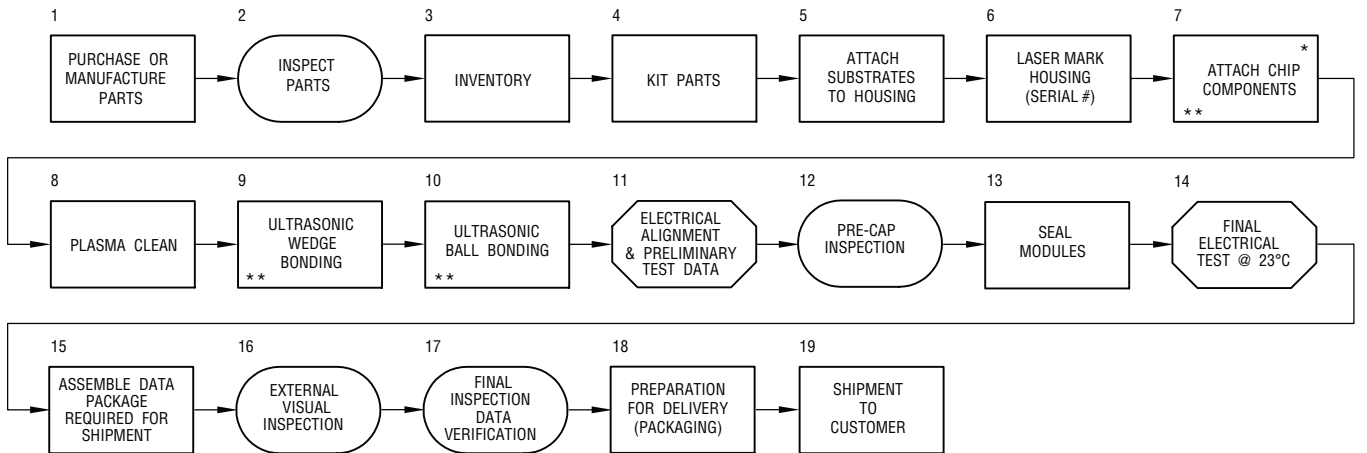 1
PURCHASE OR
MANUFACTURE
PARTS
2
INSPECT
PARTS
3
INVENTORY
4
KIT PARTS
5
ATTACH
SUBSTRATES
TO HOUSING
6
LASER MARK
HOUSING
(SERIAL #)
7
*
ATTACH CHIP
COMPONENTS
**
8
PLASMA CLEAN
9
ULTRASONIC
WEDGE
BONDING
**
10
ULTRASONIC
BALL BONDING
**
11
ELECTRICAL
ALIGNMENT
& PRELIMINARY
TEST DATA
12
PRE-CAP
INSPECTION
13
SEAL
MODULES
14
FINAL
ELECTRICAL
TEST @ 23°C
15
ASSEMBLE DATA
PACKAGE
REQUIRED FOR
SHIPMENT
16
EXTERNAL
VISUAL
INSPECTION
17
FINAL
INSPECTION
DATA
VERIFICATION
18
PREPARATION
FOR DELIVERY
(PACKAGING)
19
SHIPMENT
TO
CUSTOMER